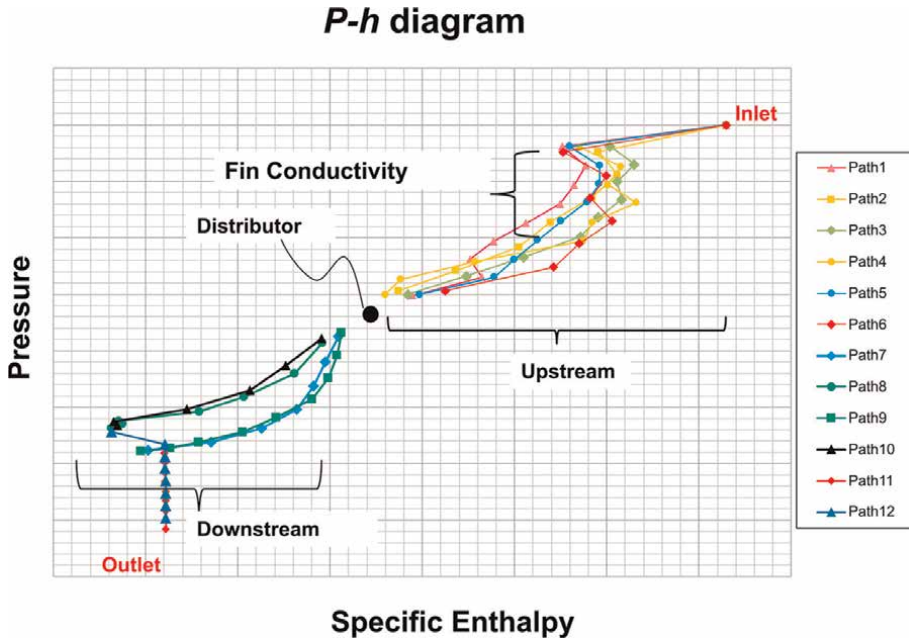 P-h diagram
Inlet
Fin Conductivity
Distributor
Pressure
Upstream
Downstream
Outlet
Specific Enthalpy
Path1
Path2
Path3
Path4
Path5
Path6
Path7
Path8
Path9
Path10
Path11
Path12